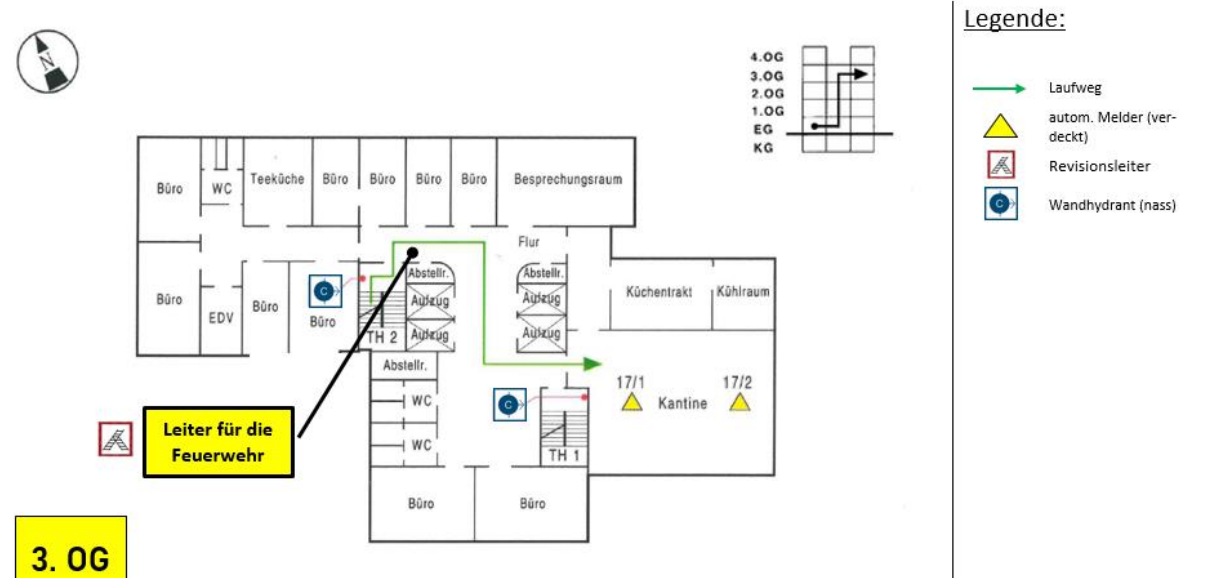 Legende:
N
4.OG
3.OG
2.OG
1.OG
EG
KG
Laufweg
autom. Melder (ver-
deckt)
Revisionsleiter
C
Wandhydrant (nass)
Büro
WC
Teeküche
Büro
Büro
Büro
Büro
Besprechungsraum
Flur
Büro
EDV
Büro
C
Büro
TH 2
Abstellr.
Aufzug
Aufzug
Abstellr.
Aufzug
Aufzug
Küchentrakt
Kühlraum
Abstellr.
WC
WC
C
TH 1
17/1
17/2
Kantine
Leiter für die
Feuerwehr
Büro
Büro
3. OG